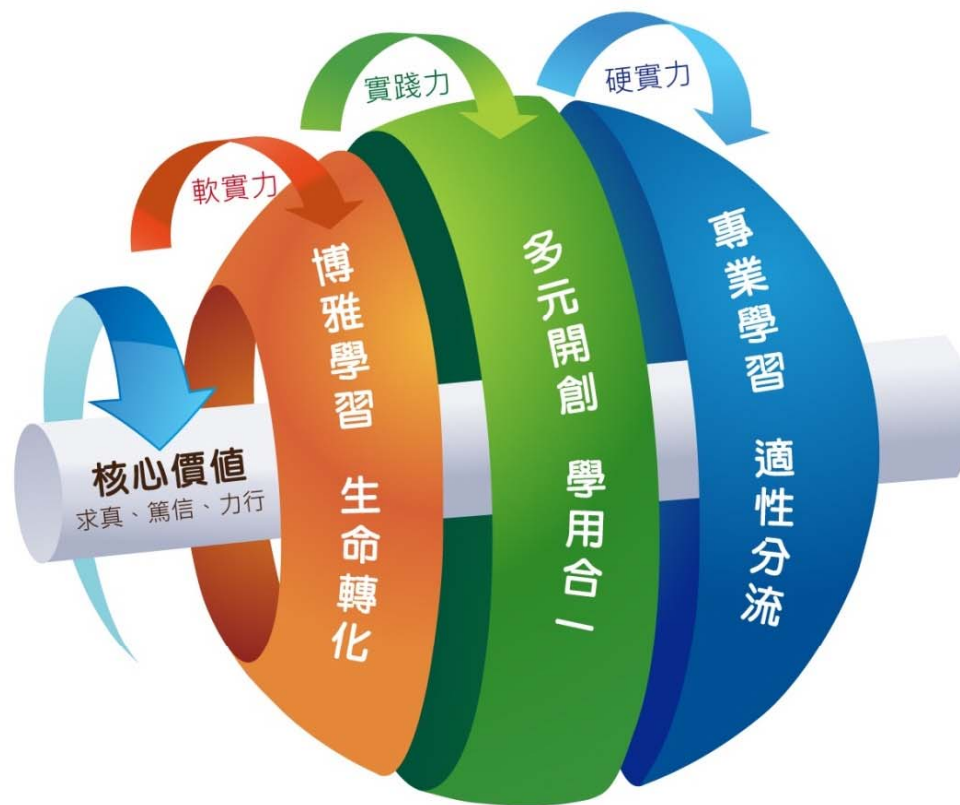 核心價值
求真、篤信、力行
軟實力
博雅學習 生命轉化
實踐力
多元開創 學用合一
硬實力
專業學習 適性分流